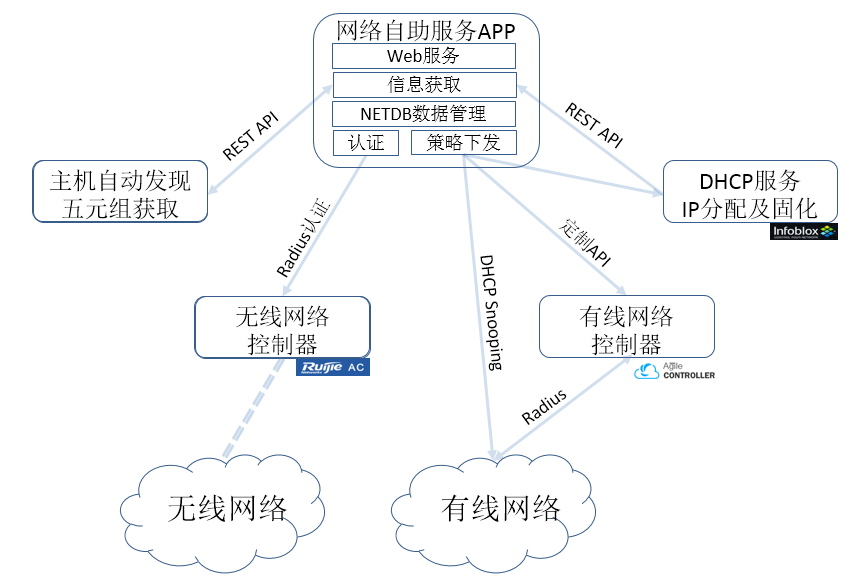 网络自助服务APP
Web服务
信息获取
NETDB数据管理
认证
策略下发
REST API
REST API
主机自动发现
五元组获取
DHCP服务
IP分配及固化
Infoblox
Radius认证
DHCP Snooping
定制API
无线网络
控制器
Ruijie AC
有线网络
控制器
Agile
CONTROLLER
Radius
无线网络
有线网络